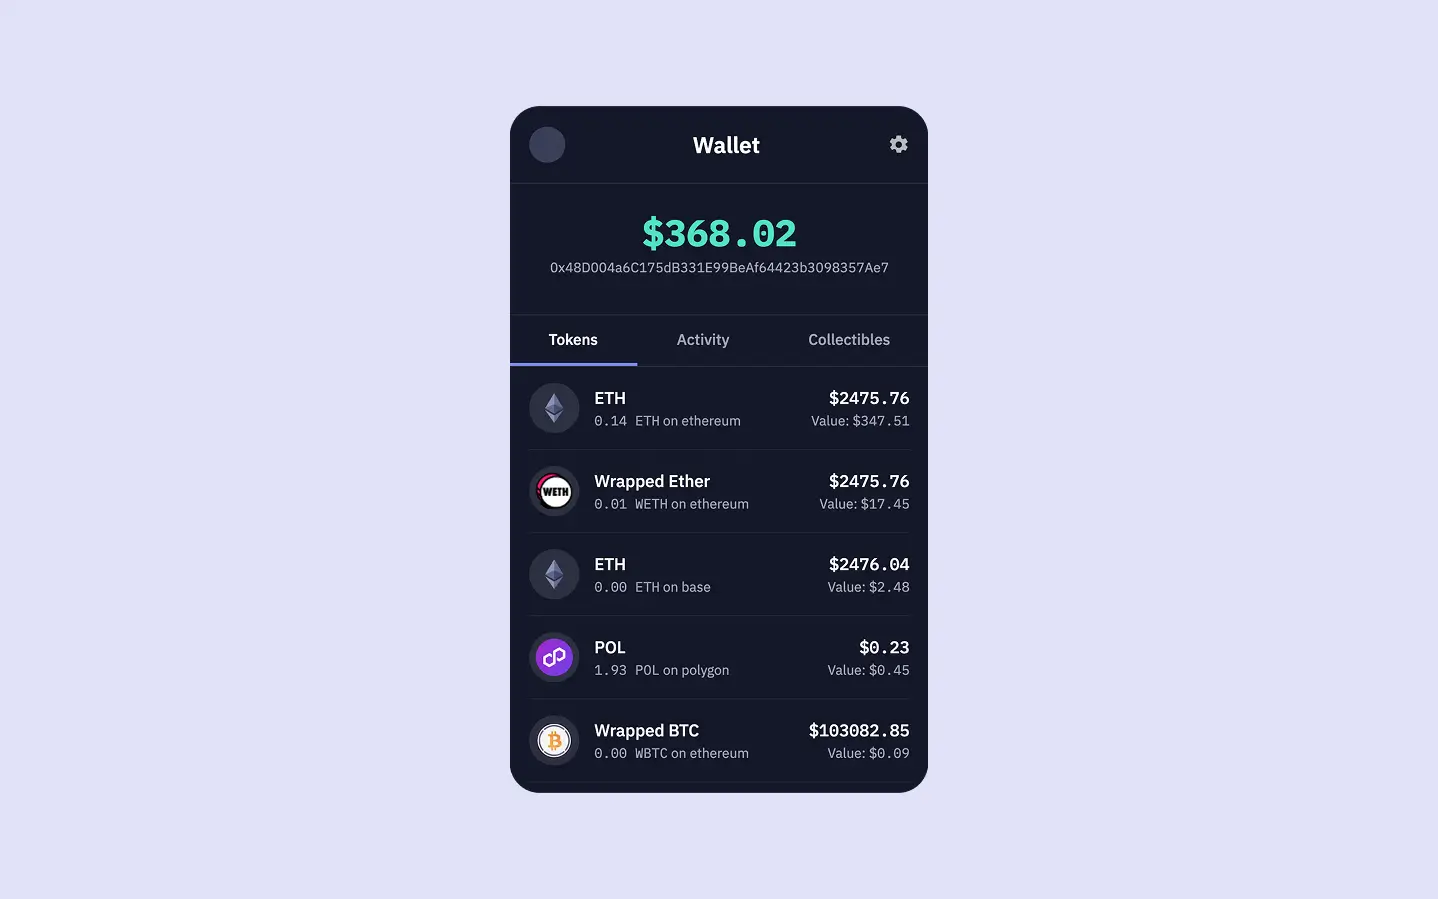 Wallet
$368.02
0x48D004a6C175dB331E99BeAf64423b3098357Ae7
Tokens Activity Collectibles
ETH $2475.76
0.14 ETH on ethereum Value: $347.51
WETH
Wrapped Ether $2475.76
0.01 WETH on ethereum Value: $17.45
ETH $2476.04
0.00 ETH on base Value: $2.48
POL $0.23
1.93 POL on polygon Value: $0.45
Wrapped BTC $103082.85
0.00 WBTC on ethereum Value: $0.09